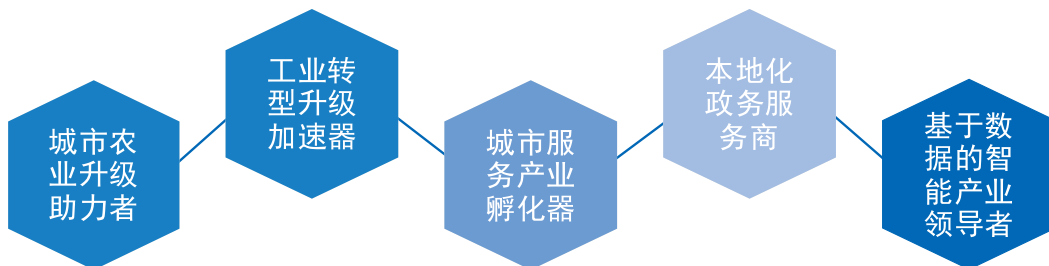 城市农
业升级
助力者
工业转
型升级
加速器
城市服
务产业
孵化器
本地化
政务服
务商
基于数
据的智
能产业
领导者